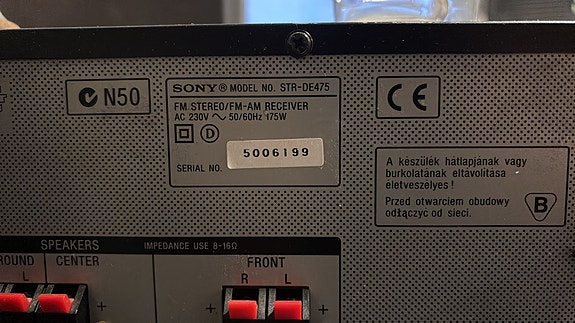 N50
SONY® MODEL NO. STR-DE475
FM STEREO/FM-AM RECEIVER
AC 230V ~ 50/60Hz 175W
D
SERIAL NO. 5006199
CE
A készülék hátlapjának vagy
burkolatának eltávolítása
életveszélyes !
Przed otwarciem obudowy
odłączyc od sieci.
B
SPEAKERS
IMPEDANCE USE 8-16Ω
ROUND
L
CENTER
FRONT
R L
+
+ +